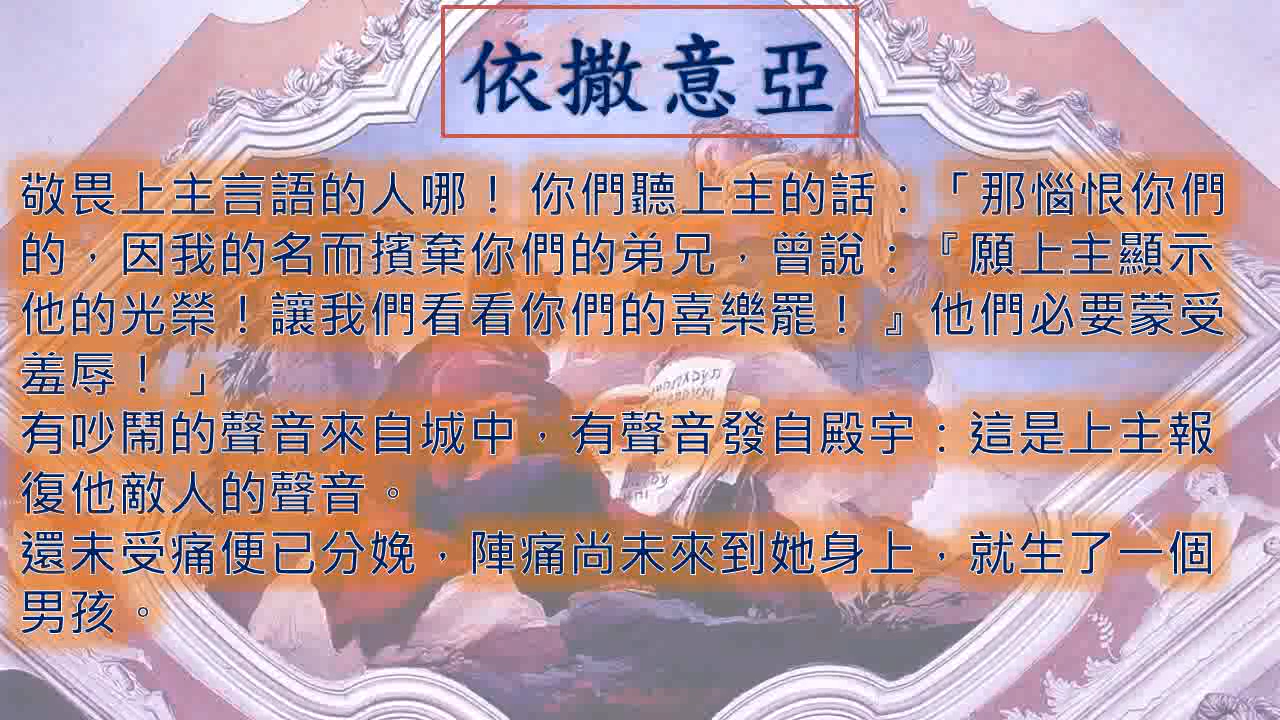 依撒意亞
敬畏上主言語的人哪！ 你們聽上主的話：「那惱恨你們
的，因我的名而擯棄你們的弟兄，曾說：『願上主顯示
他的光榮！讓我們看看你們的喜樂罷！ 』他們必要蒙受
羞辱！ 」
有吵鬧的聲音來自城中，有聲音發自殿宇：這是上主報
復他敵人的聲音。
還未受痛便已分娩，陣痛尚未來到她身上，就生了一個
男孩。